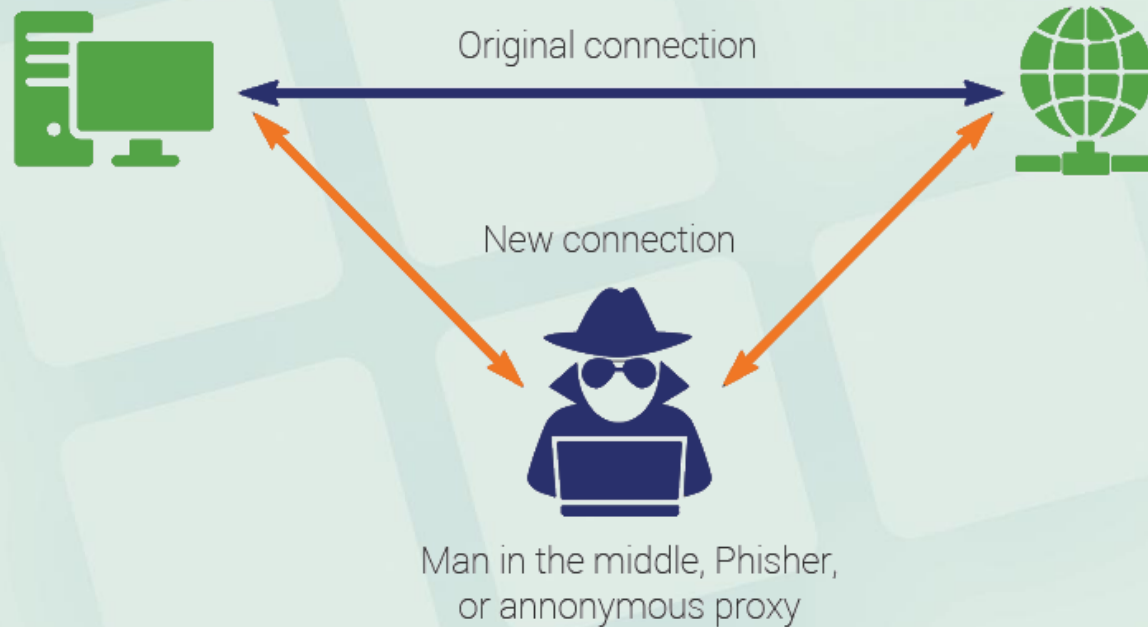 Original connection
New connection
Man in the middle, Phisher,
or annonymous proxy